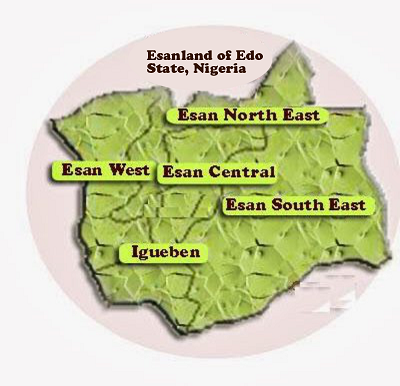 Esanland of Edo
State, Nigeria
Esan North East
Esan West
Esan Central
Esan South East
Igueben